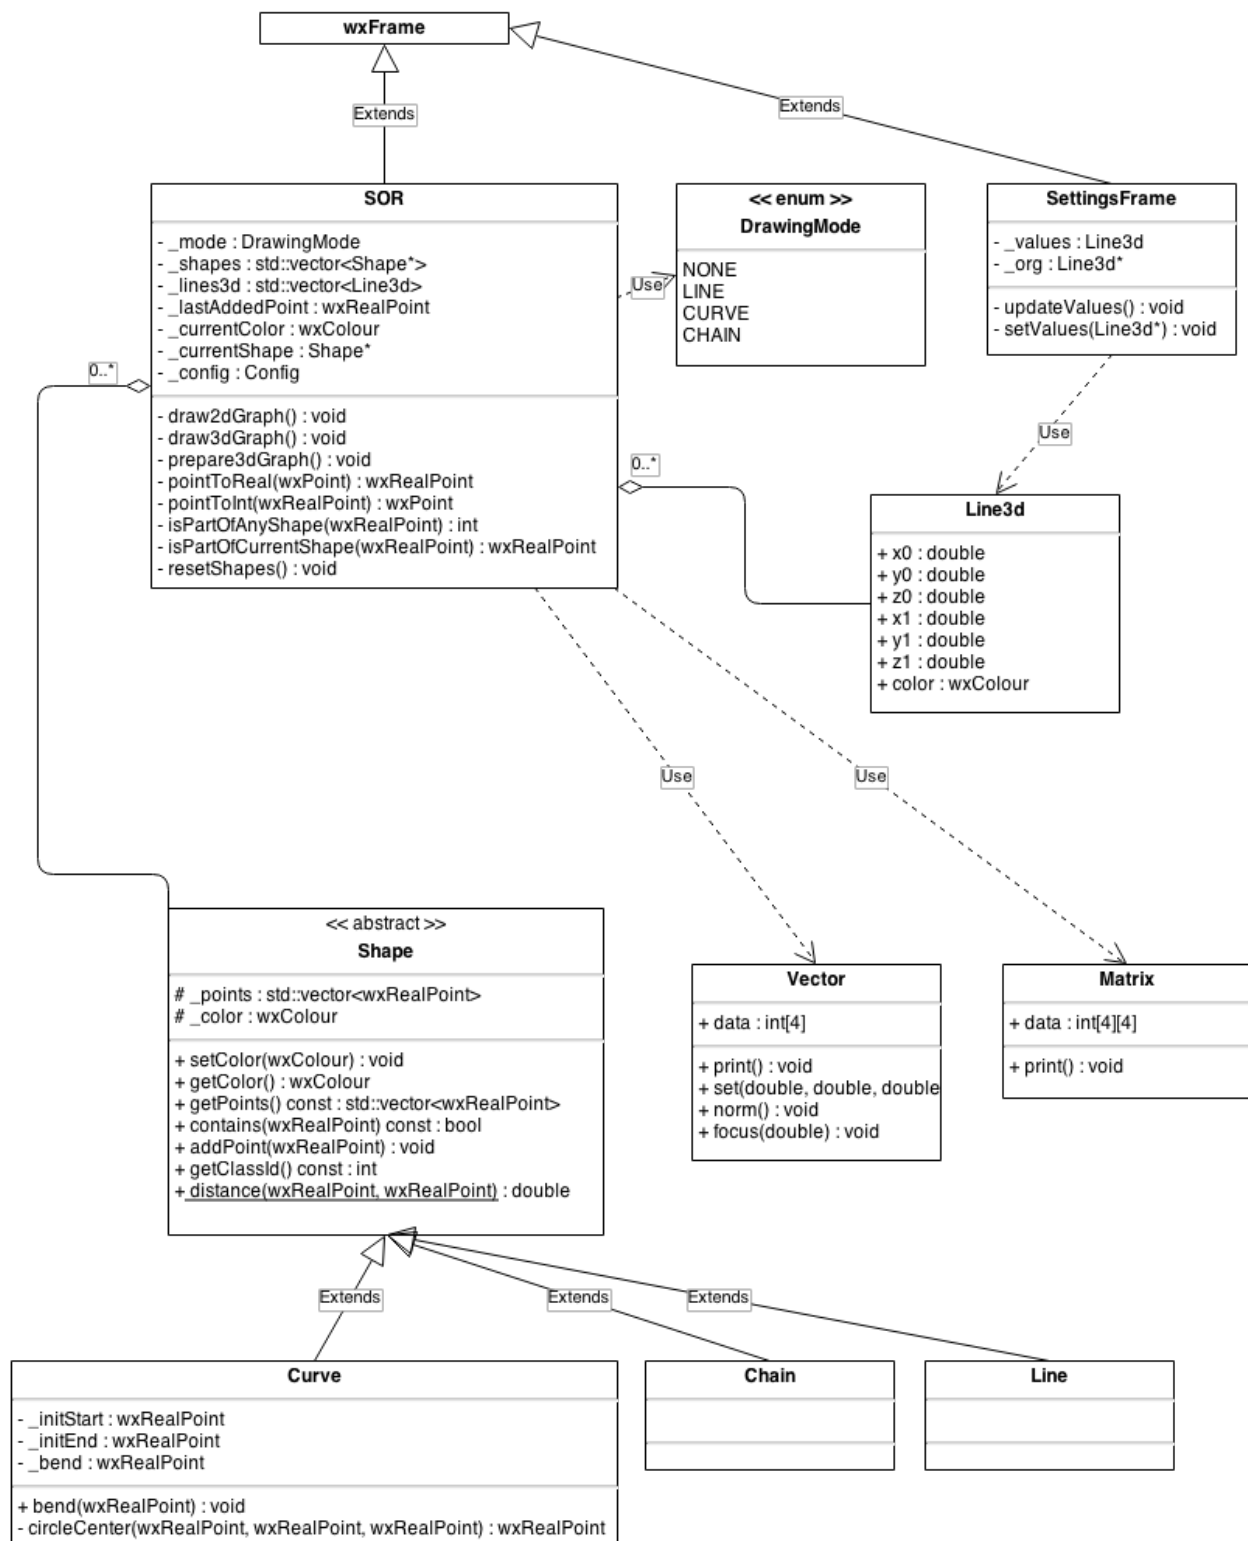 wxFrame
Extends
Extends
SOR
- _mode : DrawingMode
- _shapes : std::vector<Shape*>
- _lines3d : std::vector<Line3d>
- _lastAddedPoint : wxRealPoint
- _currentColor : wxColour
- _currentShape : Shape*
- _config : Config
- draw2dGraph() : void
- draw3dGraph() : void
- prepare3dGraph() : void
- pointToReal(wxPoint) : wxRealPoint
- pointToInt(wxRealPoint) : wxPoint
- isPartOfAnyShape(wxRealPoint) : int
- isPartOfCurrentShape(wxRealPoint) : wxRealPoint
- resetShapes() : void
Use
<< enum >>
DrawingMode
NONE
LINE
CURVE
CHAIN
SettingsFrame
- _values : Line3d
- _org : Line3d*
- updateValues() : void
- setValues(Line3d*) : void
0..*
0..*
Use
Line3d
+ x0 : double
+ y0 : double
+ z0 : double
+ x1 : double
+ y1 : double
+ z1 : double
+ color : wxColour
Use
Use
<< abstract >>
Shape
# _points : std::vector<wxRealPoint>
# _color : wxColour
+ setColor(wxColour) : void
+ getColor() : wxColour
+ getPoints() const : std::vector<wxRealPoint>
+ contains(wxRealPoint) const : bool
+ addPoint(wxRealPoint) : void
+ getClassId() const : int
+ distance(wxRealPoint, wxRealPoint) : double
Vector
+ data : int[4]
+ print() : void
+ set(double, double, double
+ norm() : void
+ focus(double) : void
Matrix
+ data : int[4][4]
+ print() : void
Extends
Extends
Extends
Curve
- _initStart : wxRealPoint
- _initEnd : wxRealPoint
- _bend : wxRealPoint
+ bend(wxRealPoint) : void
- circleCenter(wxRealPoint, wxRealPoint, wxRealPoint) : wxRealPoint
Chain
Line